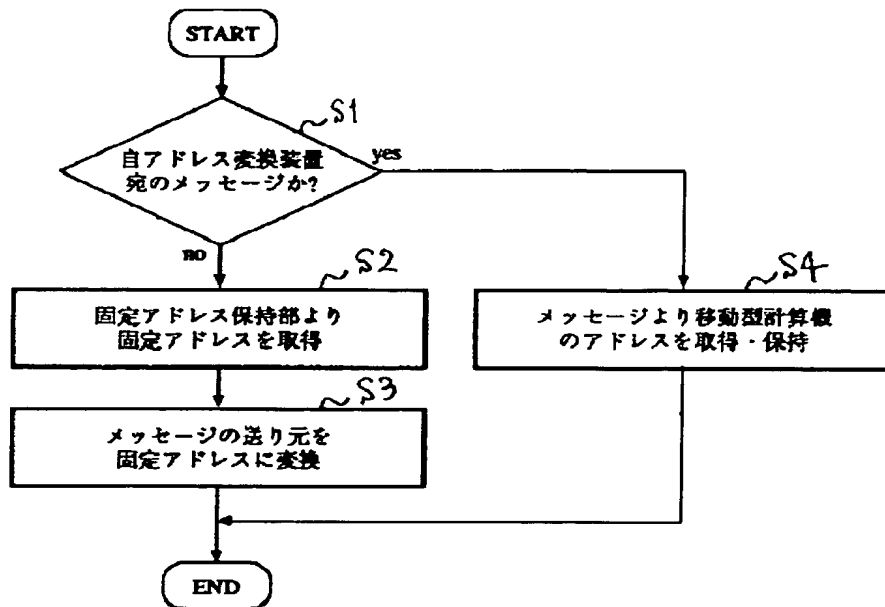 START
S1
自アドレス変換装置
宛のメッセージか?
yes
no
S2
固定アドレス保持部より
固定アドレスを取得
S4
メッセージより移動型計算機
のアドレスを取得・保持
S3
メッセージの送り元を
固定アドレスに変換
END